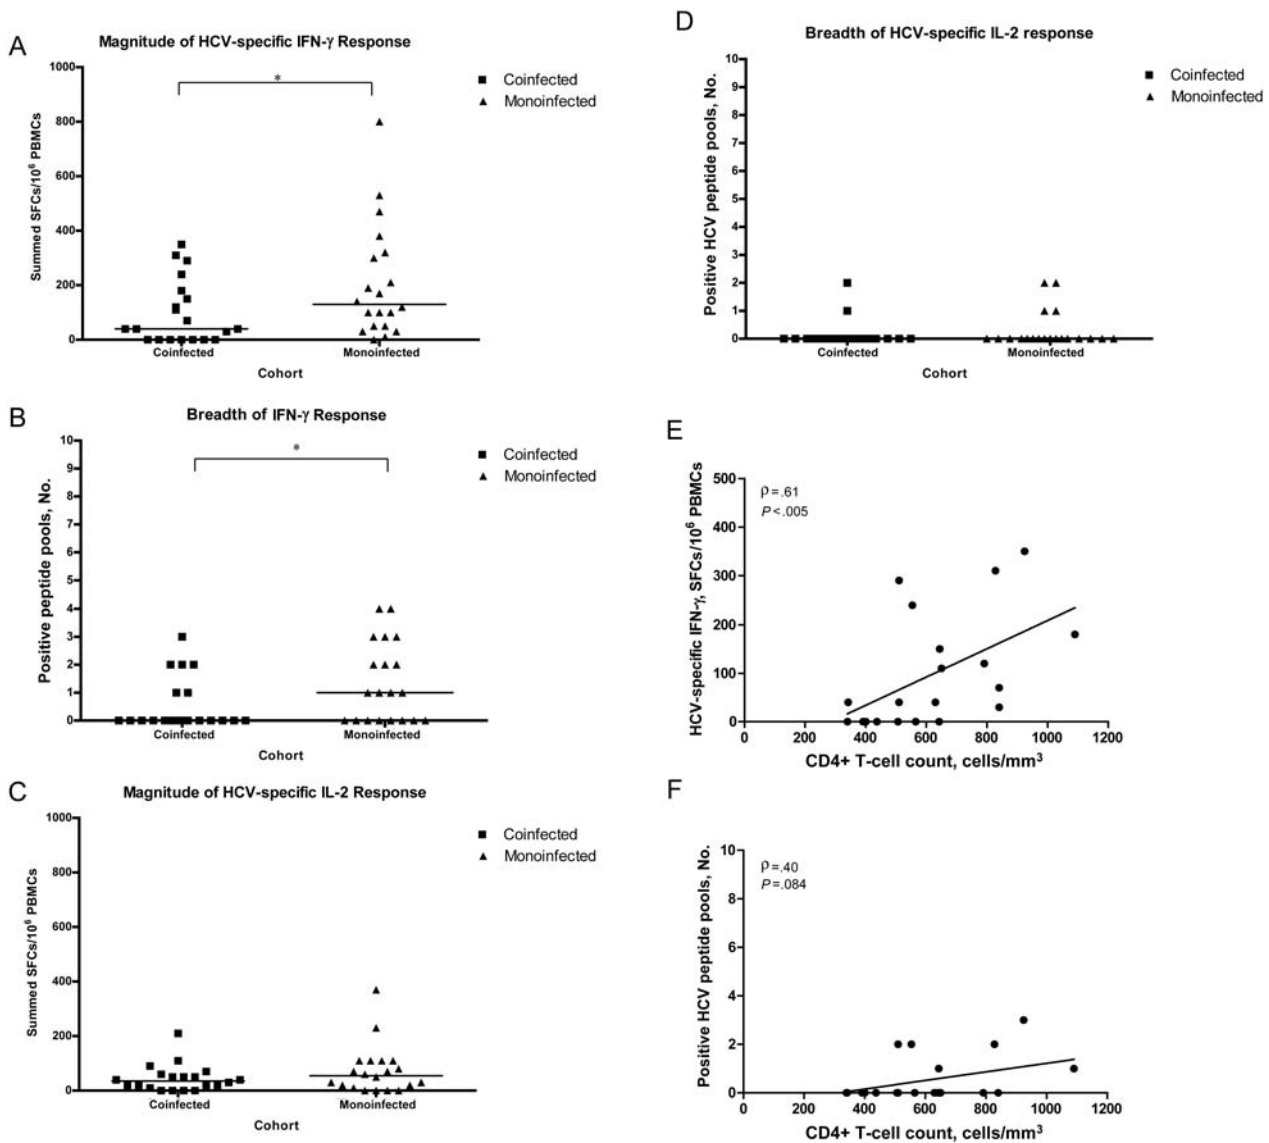 A
Magnitude of HCV-specific IFN-γ Response
1000
800
600
400
200
0
Summed SFCs/10⁶ PBMCs
*
Coinfected
Monoinfected
Coinfected
Monoinfected
Cohort
B
Breadth of IFN-γ Response
10
9
8
7
6
5
4
3
2
1
0
Positive peptide pools, No.
*
Coinfected
Monoinfected
Coinfected
Monoinfected
Cohort
C
Magnitude of HCV-specific IL-2 Response
1000
800
600
400
200
0
Summed SFCs/10⁶ PBMCs
Coinfected
Monoinfected
Coinfected
Monoinfected
Cohort
D
Breadth of HCV-specific IL-2 response
10
9
8
7
6
5
4
3
2
1
0
Positive HCV peptide pools, No.
Coinfected
Monoinfected
Coinfected
Monoinfected
Cohort
E
500
400
300
200
100
0
HCV-specific IFN-γ, SFCs/10⁶ PBMCs
ρ=.61
P<.005
0 200 400 600 800 1000 1200
CD4+ T-cell count, cells/mm³
F
10
8
6
4
2
0
Positive HCV peptide pools, No.
ρ=.40
P=.084
0 200 400 600 800 1000 1200
CD4+ T-cell count, cells/mm³